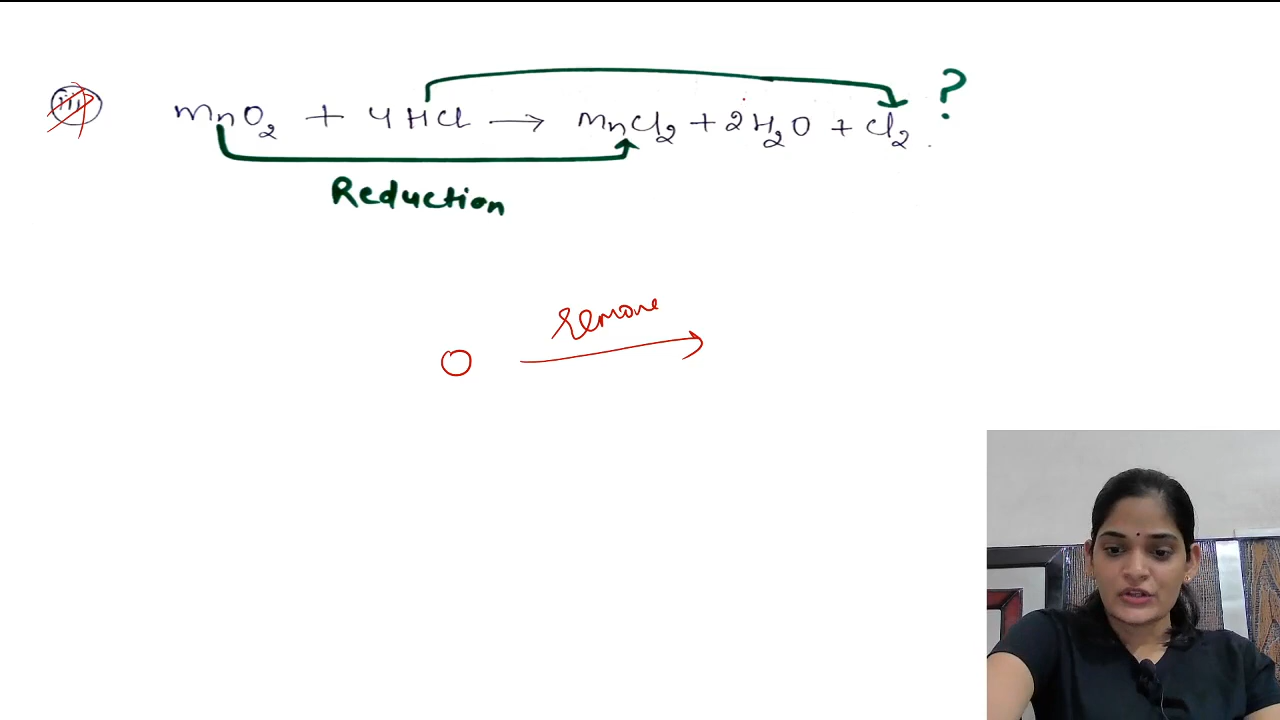 (iii) MnO₂ + 4HCl → MnCl₂ + 2H₂O + Cl₂ ?
Reduction
O remove →